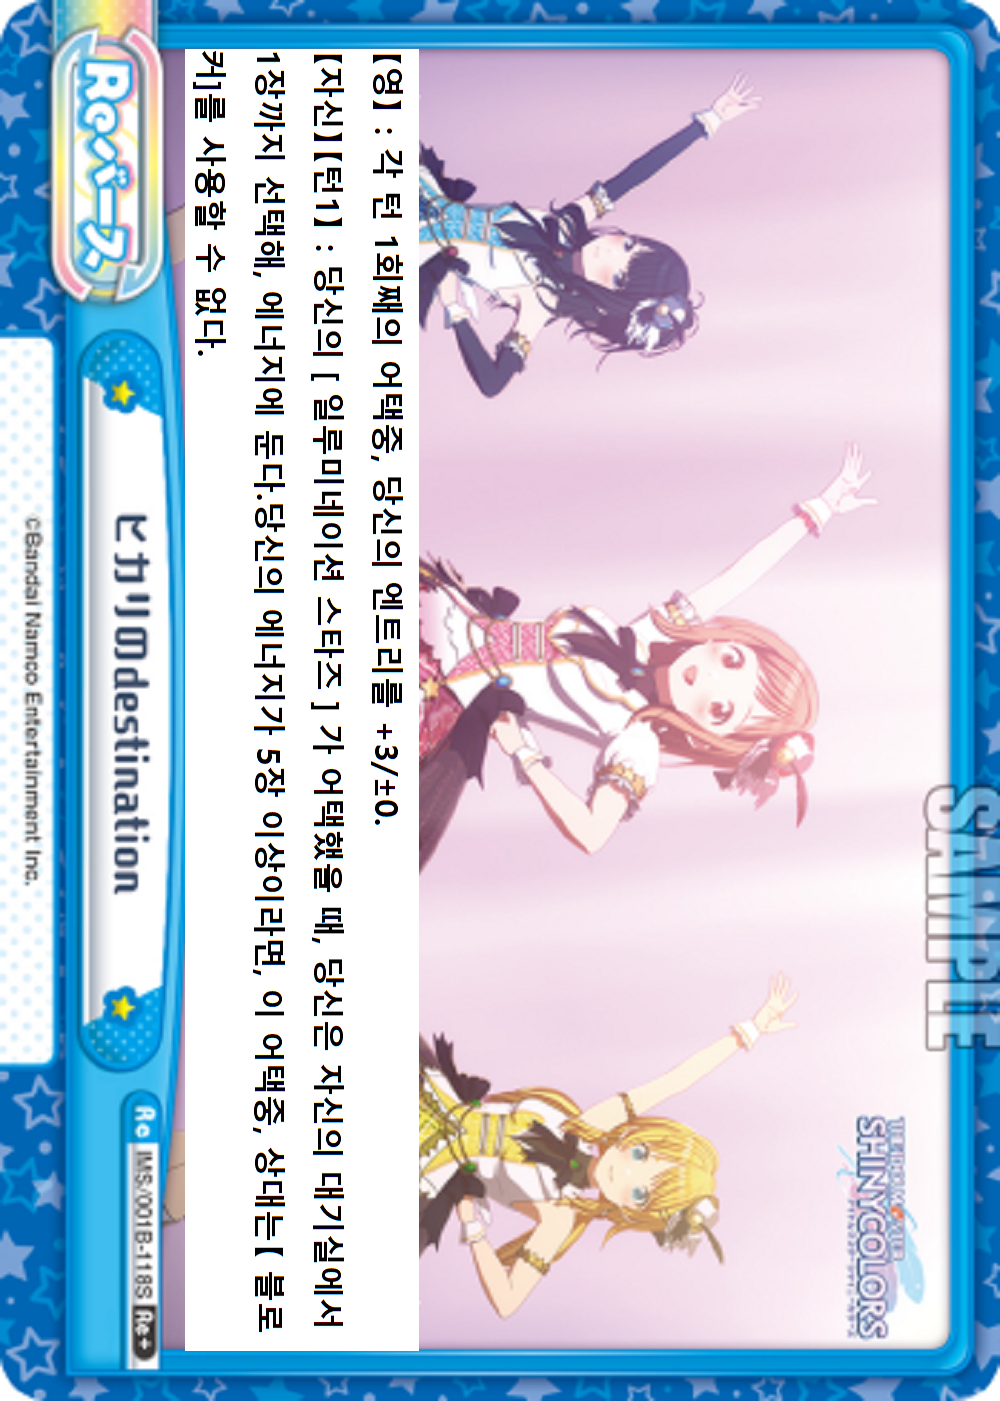 Reバース
【영】 : 각 턴 1회째의 어택중, 당신의 엔트리를 +3/±0.
【자신】【턴1】 : 당신의 [ 일루미네이션 스타즈 ] 가 어택했을 때, 당신은 자신의 대기실에서
1장까지 선택해, 에너지에 둔다.당신의 에너지가 5장 이상이라면, 이 어택중, 상대는【 블로
커]를 사용할 수 없다.
ヒカリのdestination
Re IMS/001B-118S Re+
©Bandai Namco Entertainment Inc.
SAMPLE
THE IDOLM@STER
SHINYCOLORS